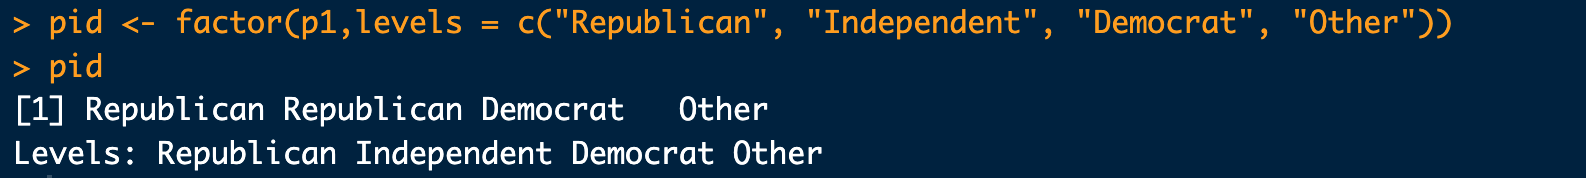 > pid <- factor(p1,levels = c("Republican", "Independent", "Democrat", "Other"))
> pid
[1] Republican Republican Democrat   Other
Levels: Republican Independent Democrat Other